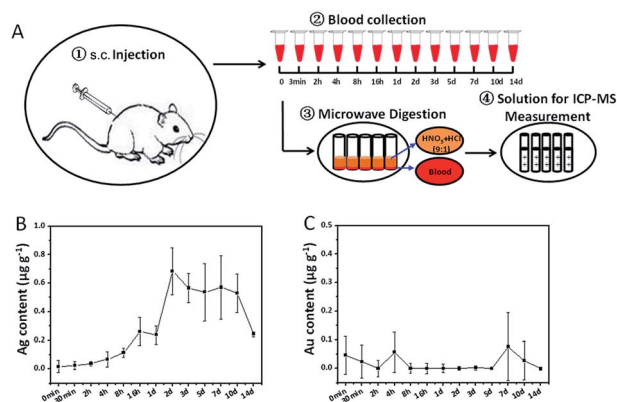 A
① s.c. Injection
② Blood collection
0 3min 2h 4h 8h 16h 1d 2d 3d 5d 7d 10d 14d
③ Microwave Digestion
HNO3+HCl
(9:1)
Blood
④ Solution for ICP-MS
Measurement
B
Ag content (μg g-1)
1.0
0.8
0.6
0.4
0.2
0.0
0min 30min 2h 4h 8h 16h 1d 2d 3d 5d 7d 10d 14d
C
Au content (μg g-1)
0.5
0.4
0.3
0.2
0.1
0.0
0min 30min 2h 4h 8h 16h 1d 2d 3d 5d 7d 10d 14d